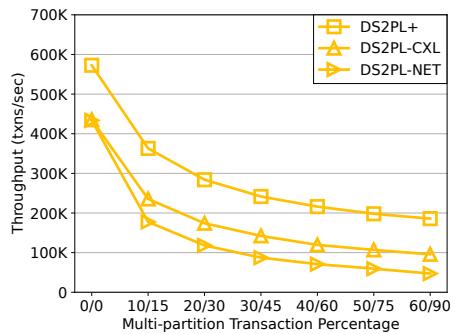 700K
600K
500K
400K
300K
200K
100K
0
Throughput (txns/sec)
DS2PL+
DS2PL-CXL
DS2PL-NET
0/0 10/15 20/30 30/45 40/60 50/75 60/90
Multi-partition Transaction Percentage